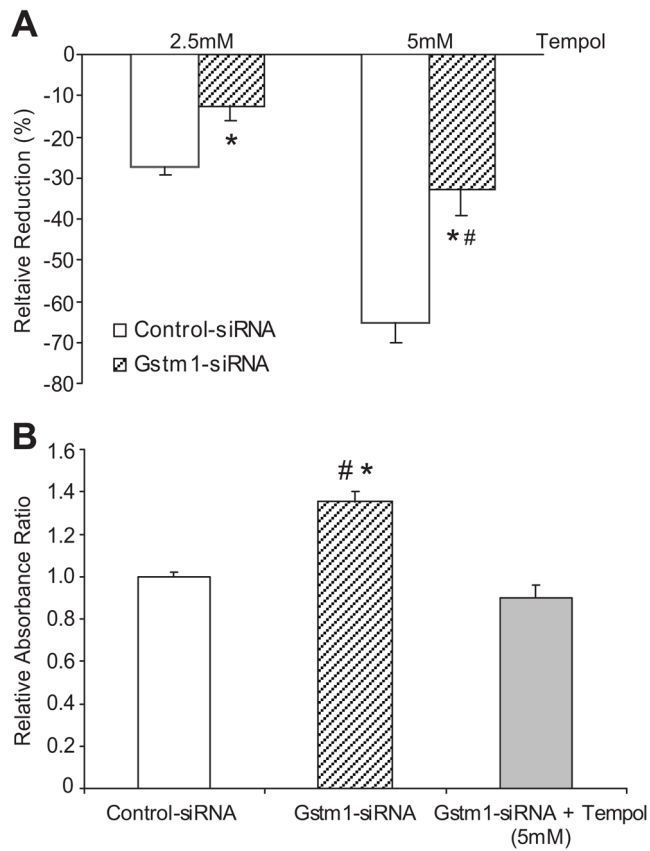 A
2.5mM 5mM Tempol
0
-10
-20
-30
-40
-50
-60
-70
-80
Reltaive Reduction (%)
*
*#
Control-siRNA
Gstm1-siRNA
B
1.6
1.4
1.2
1.0
0.8
0.6
0.4
0.2
0
Relative Absorbance Ratio
# *
Control-siRNA Gstm1-siRNA Gstm1-siRNA + Tempol
(5mM)